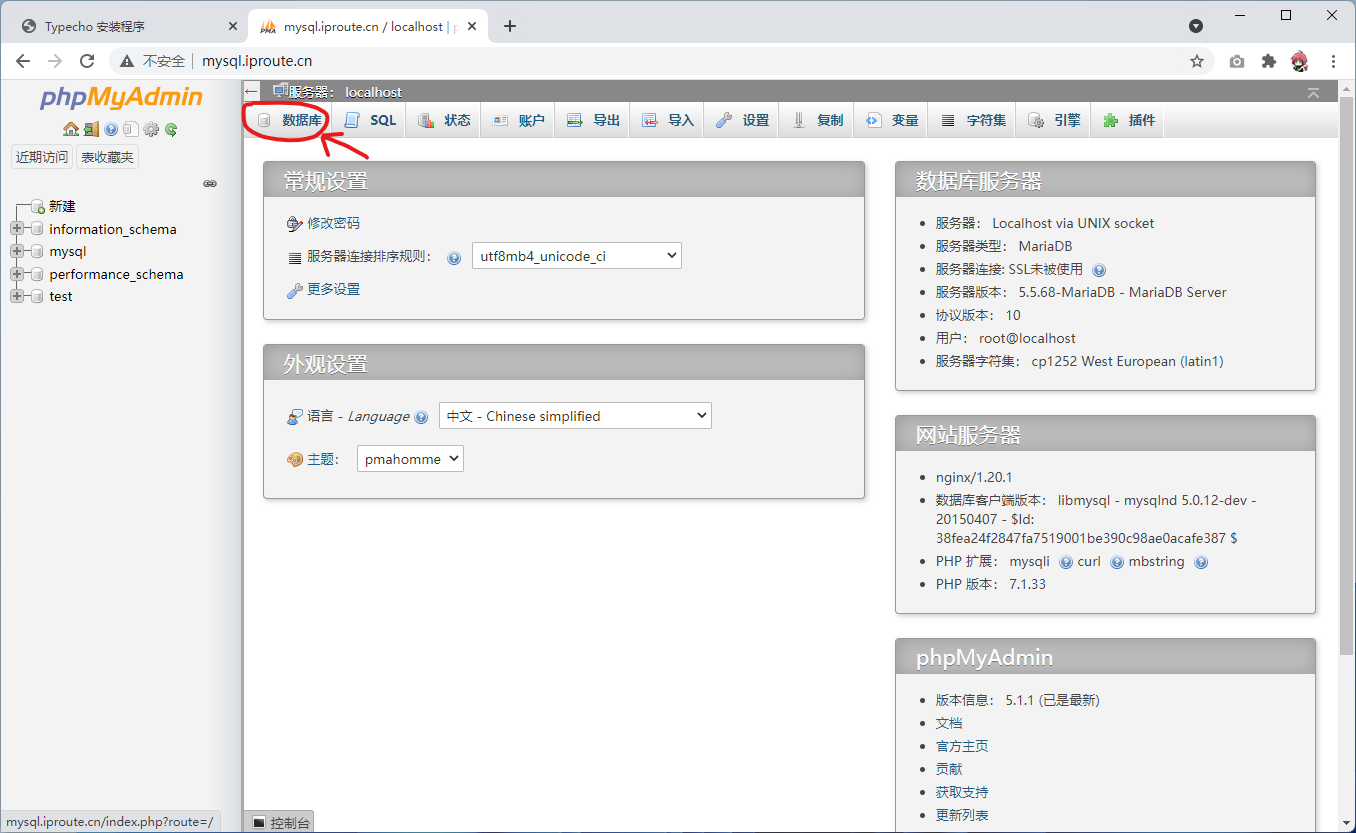 Typecho 安装程序
mysql.iproute.cn / localhost | p
不安全 | mysql.iproute.cn
phpMyAdmin
近期访问 表收藏夹
新建
information_schema
mysql
performance_schema
test
服务器: localhost
数据库 SQL 状态 账户 导出 导入 设置 复制 变量 字符集 引擎 插件
常规设置
修改密码
服务器连接排序规则: utf8mb4_unicode_ci
更多设置
外观设置
语言 - Language 中文 - Chinese simplified
主题: pmahomme
数据库服务器
服务器: Localhost via UNIX socket
服务器类型: MariaDB
服务器连接: SSL未被使用
服务器版本: 5.5.68-MariaDB - MariaDB Server
协议版本: 10
用户: root@localhost
服务器字符集: cp1252 West European (latin1)
网站服务器
nginx/1.20.1
数据库客户端版本: libmysql - mysqlnd 5.0.12-dev -
20150407 - $Id:
38fea24f2847fa7519001be390c98ae0acafe387 $
PHP 扩展: mysqli curl mbstring
PHP 版本: 7.1.33
phpMyAdmin
版本信息: 5.1.1 (已是最新)
文档
官方主页
贡献
获取支持
更新列表
mysql.iproute.cn/index.php?route=/
控制台